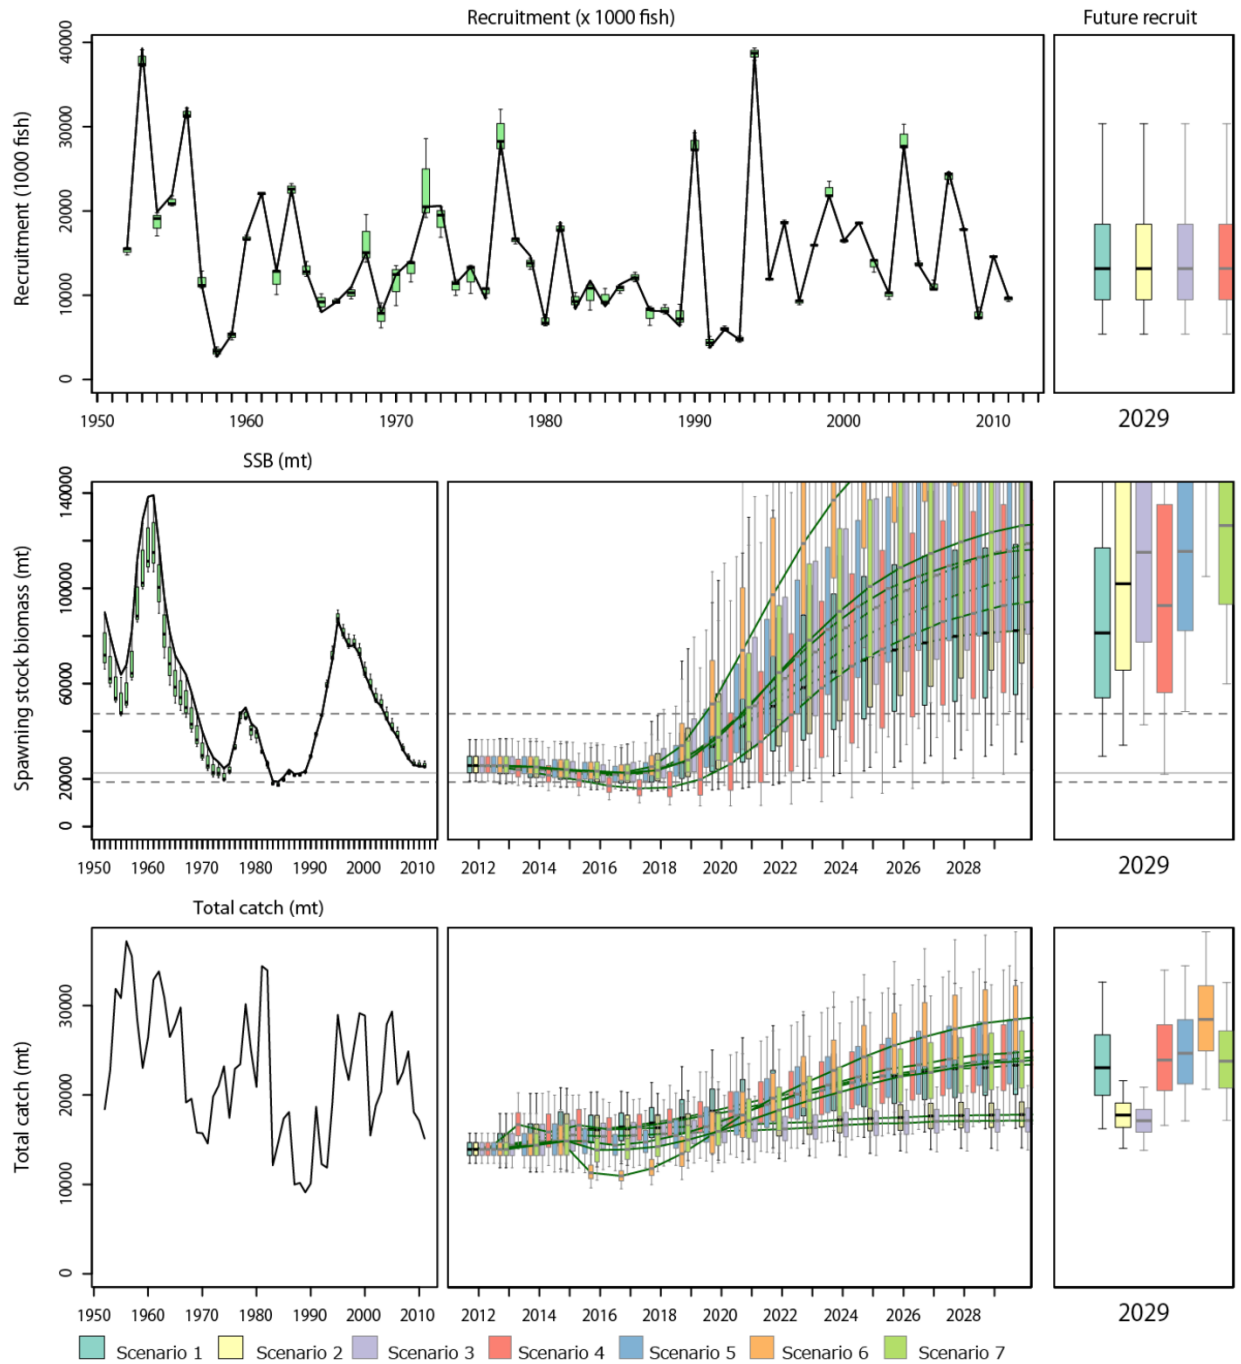 Recruitment (x 1000 fish) Future recruit
Recruitment (1000 fish)
40000
30000
20000
10000
0
1950 1960 1970 1980 1990 2000 2010
2029
SSB (mt)
Spawning stock biomass (mt)
140000
100000
60000
20000
0
1950 1960 1970 1980 1990 2000 2010
2012 2014 2016 2018 2020 2022 2024 2026 2028
2029
Total catch (mt)
Total catch (mt)
30000
20000
10000
0
1950 1960 1970 1980 1990 2000 2010
2012 2014 2016 2018 2020 2022 2024 2026 2028
2029
Scenario 1 Scenario 2 Scenario 3 Scenario 4 Scenario 5 Scenario 6 Scenario 7